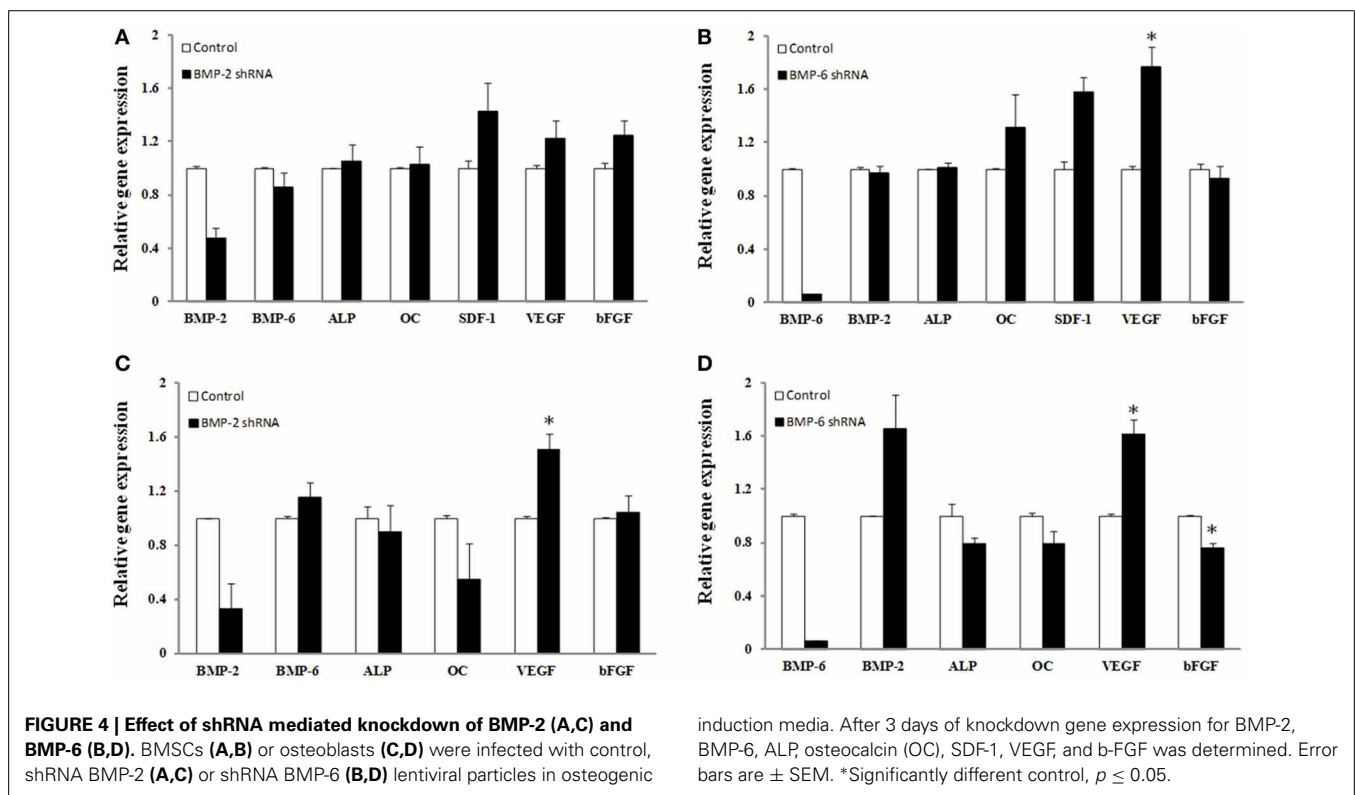 A
Relative gene expression
2
1.6
1.2
0.8
0.4
0
Control
BMP-2 shRNA
BMP-2 BMP-6 ALP OC SDF-1 VEGF bFGF
B
Relative gene expression
2
1.6
1.2
0.8
0.4
0
Control
BMP-6 shRNA
*
BMP-6 BMP-2 ALP OC SDF-1 VEGF bFGF
C
Relative gene expression
2
1.6
1.2
0.8
0.4
0
Control
BMP-2 shRNA
*
BMP-2 BMP-6 ALP OC VEGF bFGF
D
Relative gene expression
2
1.6
1.2
0.8
0.4
0
Control
BMP-6 shRNA
*
*
BMP-6 BMP-2 ALP OC VEGF bFGF
FIGURE 4 | Effect of shRNA mediated knockdown of BMP-2 (A,C) and
BMP-6 (B,D). BMSCs (A,B) or osteoblasts (C,D) were infected with control,
shRNA BMP-2 (A,C) or shRNA BMP-6 (B,D) lentiviral particles in osteogenic
induction media. After 3 days of knockdown gene expression for BMP-2,
BMP-6, ALP, osteocalcin (OC), SDF-1, VEGF, and b-FGF was determined. Error
bars are ± SEM. *Significantly different control, p ≤ 0.05.